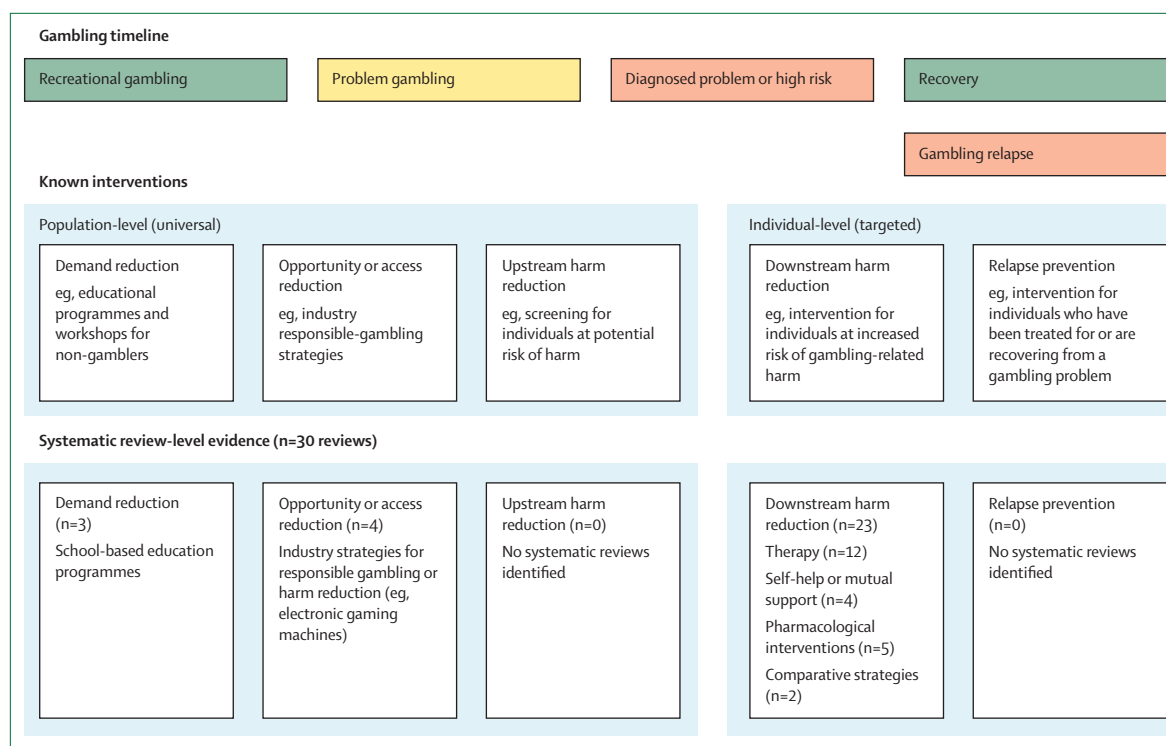 Gambling timeline
Recreational gambling
Problem gambling
Diagnosed problem or high risk
Recovery
Gambling relapse
Known interventions
Population-level (universal)
Demand reduction
eg, educational
programmes and
workshops for
non-gamblers
Opportunity or access
reduction
eg, industry
responsible-gambling
strategies
Upstream harm
reduction
eg, screening for
individuals at potential
risk of harm
Individual-level (targeted)
Downstream harm
reduction
eg, intervention for
individuals at increased
risk of gambling-related
harm
Relapse prevention
eg, intervention for
individuals who have
been treated for or are
recovering from a
gambling problem
Systematic review-level evidence (n=30 reviews)
Demand reduction
(n=3)
School-based education
programmes
Opportunity or access
reduction (n=4)
Industry strategies for
responsible gambling or
harm reduction (eg,
electronic gaming
machines)
Upstream harm
reduction (n=0)
No systematic reviews
identified
Downstream harm
reduction (n=23)
Therapy (n=12)
Self-help or mutual
support (n=4)
Pharmacological
interventions (n=5)
Comparative strategies
(n=2)
Relapse prevention
(n=0)
No systematic reviews
identified